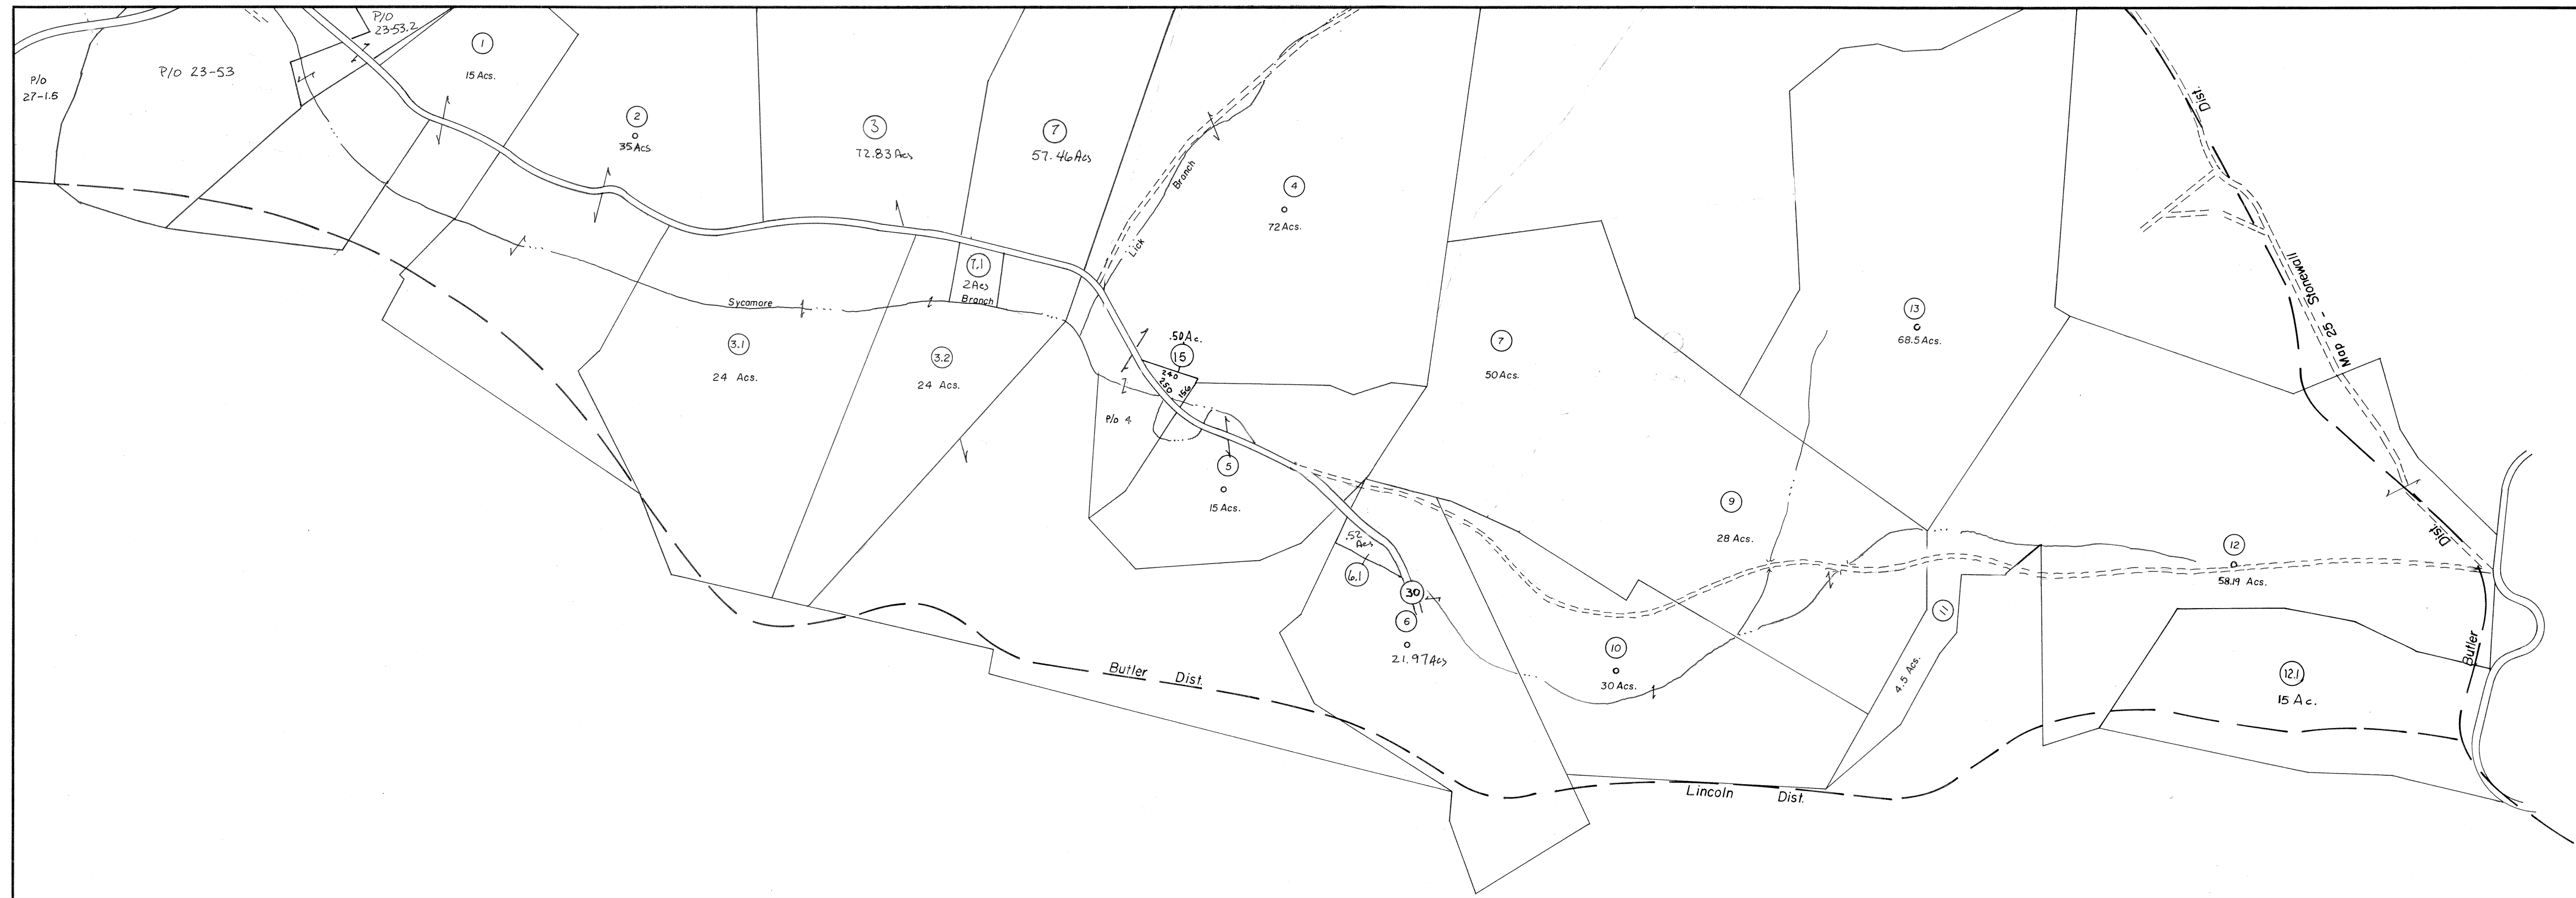 P/O
23-53.2
P/O
27-1.5
P/O 23-53
1
15 Acs.
2
35 Acs.
3
72.83 Acs
7
57.46 Acs
Lick Branch
4
72 Acs.
Dist.
Map 25 - Stonewall
Dist.
7.1
2 Acs
Sycamore Branch
3.1
24 Acs.
3.2
24 Acs.
.50 Ac.
15
240
250
156
P/O 4
5
15 Acs.
7
50 Acs.
13
68.5 Acs.
9
28 Acs.
.52
Acs
6.1
30
6
21.97 Acs
10
30 Acs.
11
4.5 Acs.
12
58.19 Acs.
12.1
15 Ac.
Butler
Butler Dist.
Lincoln Dist.